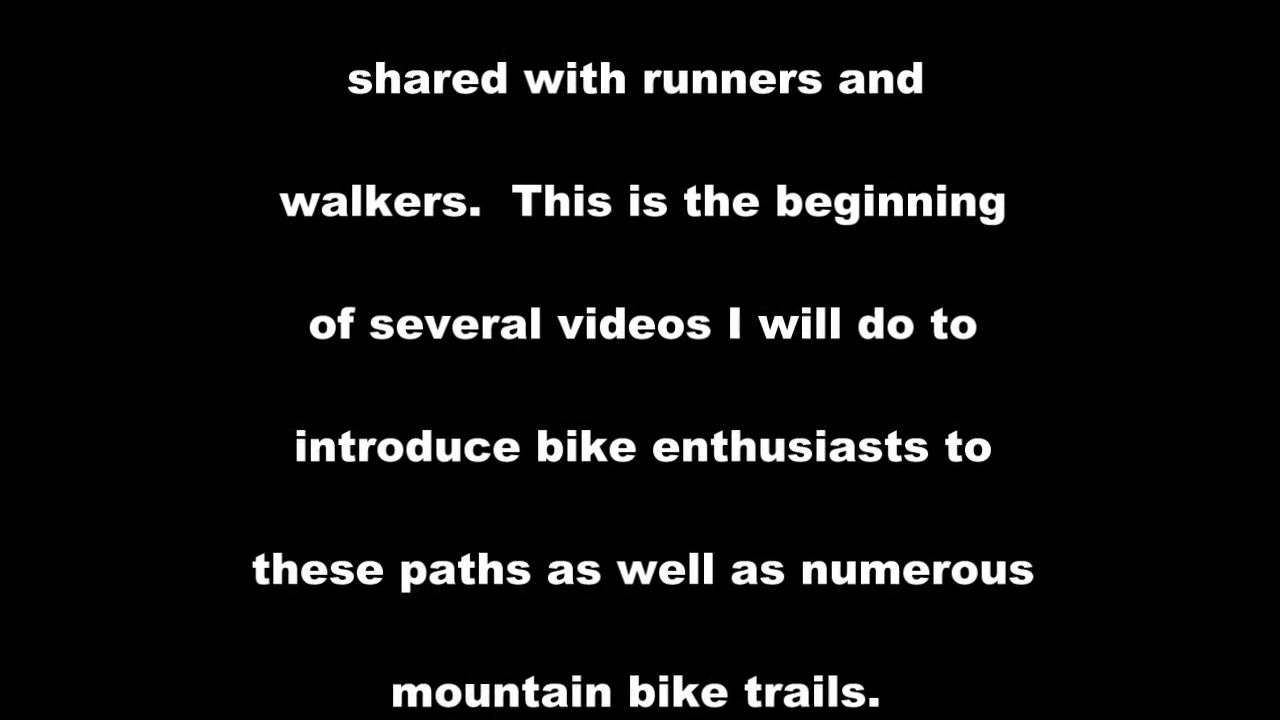 shared with runners and
walkers.  This is the beginning
of several videos I will do to
introduce bike enthusiasts to
these paths as well as numerous
mountain bike trails.